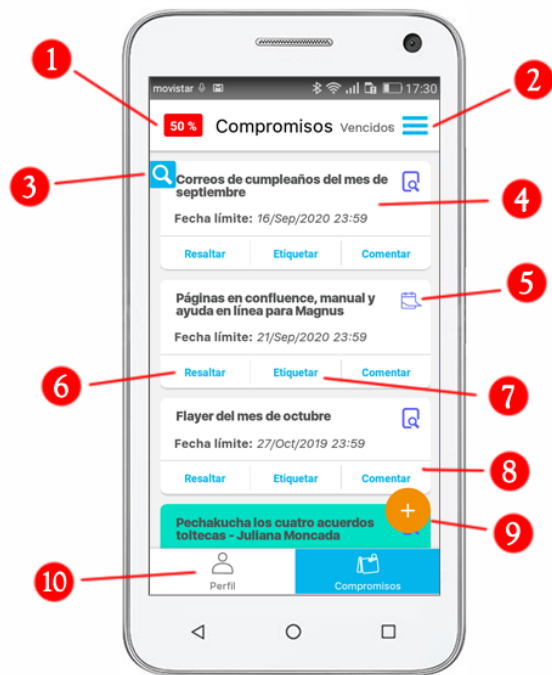 movistar 17:30
1
2
50 % Compromisos Vencidos
3
Correos de cumpleaños del mes de
septiembre
4
Fecha límite: 16/Sep/2020 23:59
Resaltar Etiquetar Comentar
5
Páginas en confluence, manual y
ayuda en línea para Magnus
Fecha límite: 21/Sep/2020 23:59
6
Resaltar Etiquetar Comentar
7
Flayer del mes de octubre
Fecha límite: 27/Oct/2019 23:59
8
Resaltar Etiquetar Comentar
+
9
Pechakucha los cuatro acuerdos
toltecas - Juliana Moncada
10
Perfil Compromisos